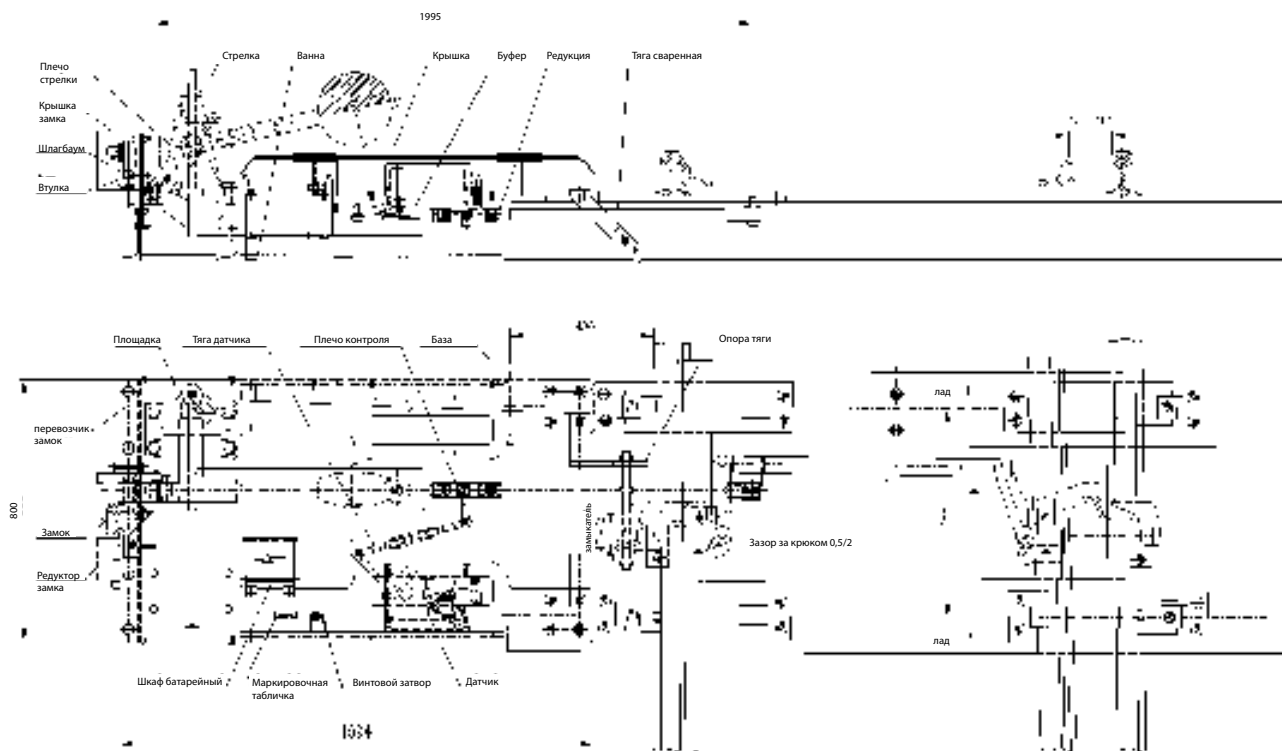 1995
Стрелка
Ванна
Крышка
Буфер
Редукция
Тяга сваренная
Плечо
стрелки
Крышка
замка
Шлагбаум
Втулка
Площадка
Тяга датчика
Плечо контроля
База
Опора тяги
перевозчик
замок
лад
800
Замок
замыкатель
Зазор за крюком 0,5/2
Редуктор
замка
лад
Шкаф батарейный
Маркировочная
табличка
Винтовой затвор
Датчик